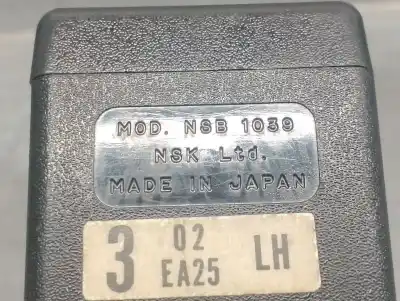 MOD. NSB 1039
NSK Ltd.
MADE IN JAPAN
3 02 LH
EA25